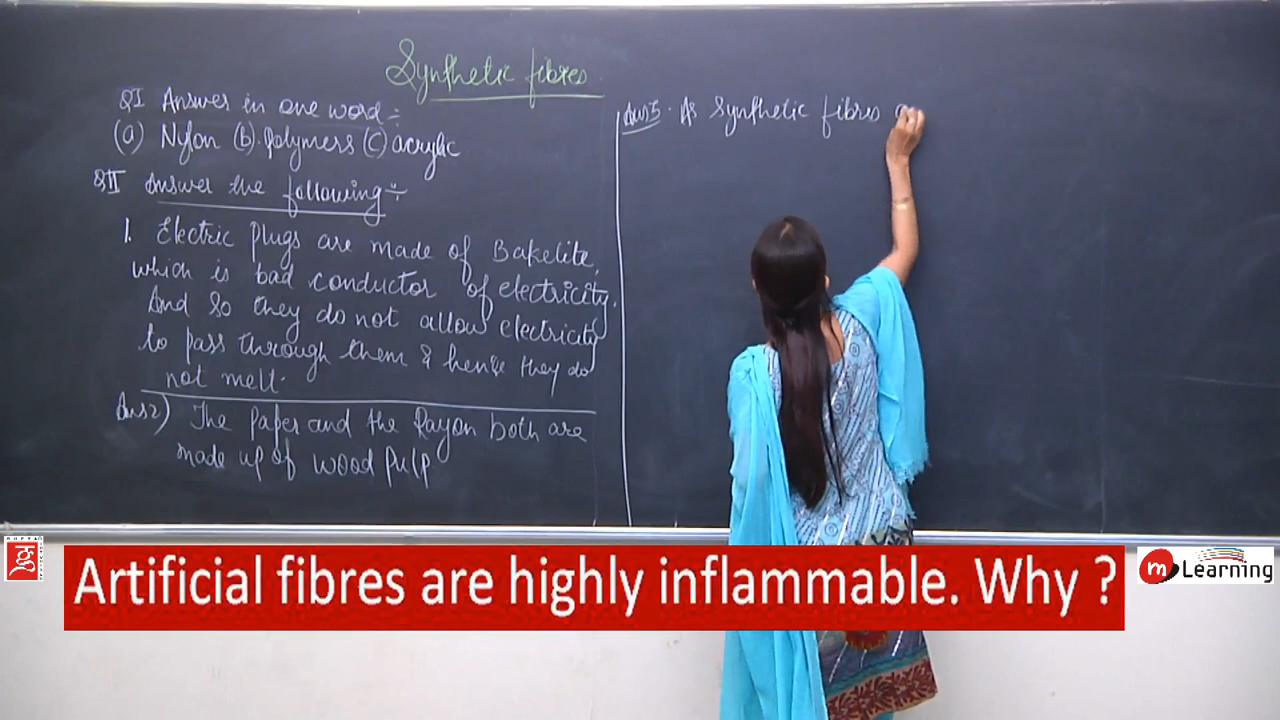 Synthetic fibres
QI Answer in one word:-
(a) Nylon (b). polymers (c) acrylic
QII Answer the following:-
1. Electric plugs are made of Bakelite,
which is bad conductor of electricity.
And so they do not allow electricity
to pass through them & hence they do
not melt.
Ans2) The Paper and the Rayon both are
made up of wood pulp
Ans5. As Synthetic fibres
Artificial fibres are highly inflammable. Why ?
m Learning